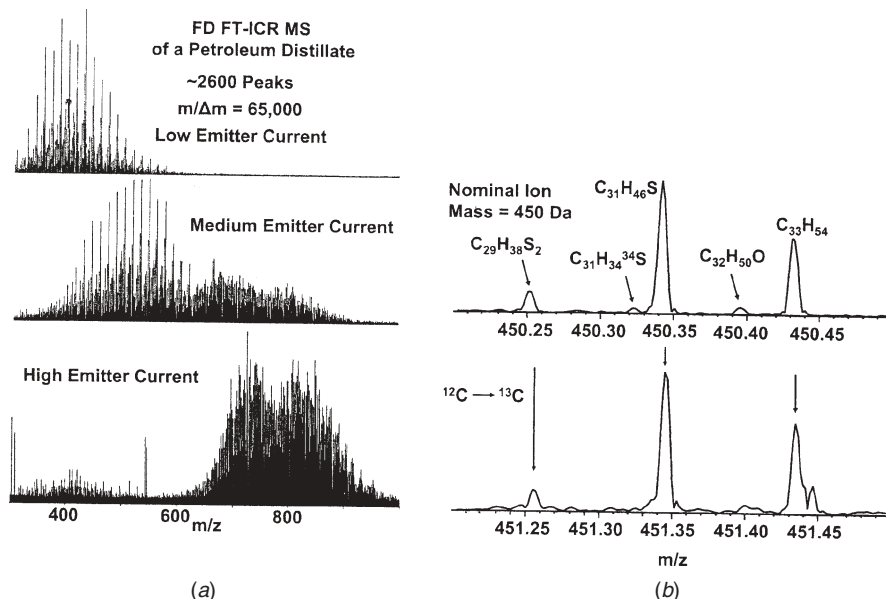 FD FT-ICR MS
of a Petroleum Distillate
~2600 Peaks
m/Δm = 65,000
Low Emitter Current
Medium Emitter Current
High Emitter Current
400 600 800
m/z
(a)
Nominal Ion
Mass = 450 Da
C₃₁H₄₆S
C₂₉H₃₈S₂
C₃₁H₃₄³⁴S
C₃₂H₅₀O
C₃₃H₅₄
450.25 450.30 450.35 450.40 450.45
¹²C → ¹³C
451.25 451.30 451.35 451.40 451.45
m/z
(b)